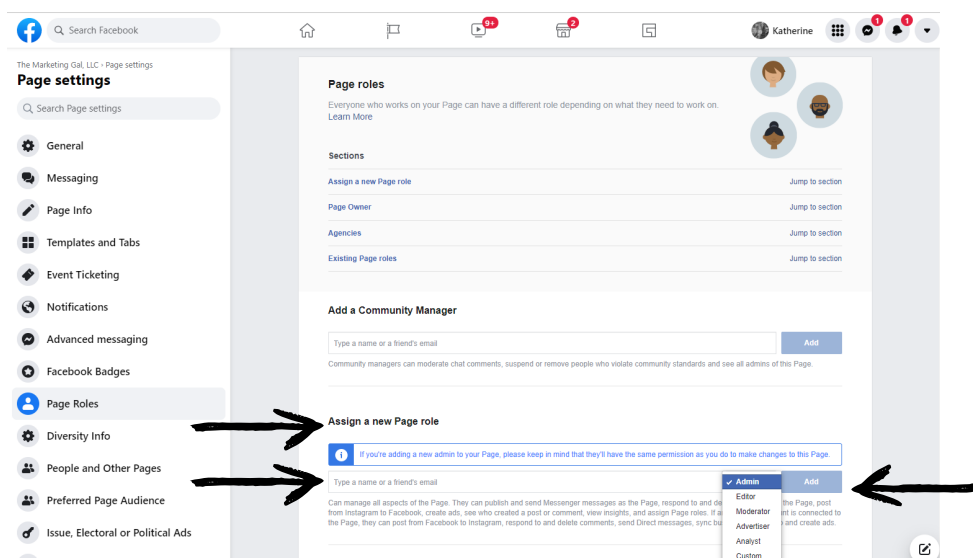 Search Facebook
9+
2
Katherine
1
1
The Marketing Gal, LLC › Page settings
Page settings
Search Page settings
General
Messaging
Page Info
Templates and Tabs
Event Ticketing
Notifications
Advanced messaging
Facebook Badges
Page Roles
Diversity Info
People and Other Pages
Preferred Page Audience
Issue, Electoral or Political Ads
Page roles
Everyone who works on your Page can have a different role depending on what they need to work on.
Learn More
Sections
Assign a new Page role Jump to section
Page Owner Jump to section
Agencies Jump to section
Existing Page roles Jump to section
Add a Community Manager
Type a name or a friend's email Add
Community managers can moderate chat comments, suspend or remove people who violate community standards and see all admins of this Page.
Assign a new Page role
If you're adding a new admin to your Page, please keep in mind that they'll have the same permission as you do to make changes to this Page.
Type a name or a friend's email Add
Can manage all aspects of the Page. They can publish and send Messenger messages as the Page, respond to and de the Page, post
from Instagram to Facebook, create ads, see who created a post or comment, view insights, and assign Page roles. If a nt is connected to
the Page, they can post from Facebook to Instagram, respond to and delete comments, send Direct messages, sync bu and create ads.
Admin
Editor
Moderator
Advertiser
Analyst
Custom